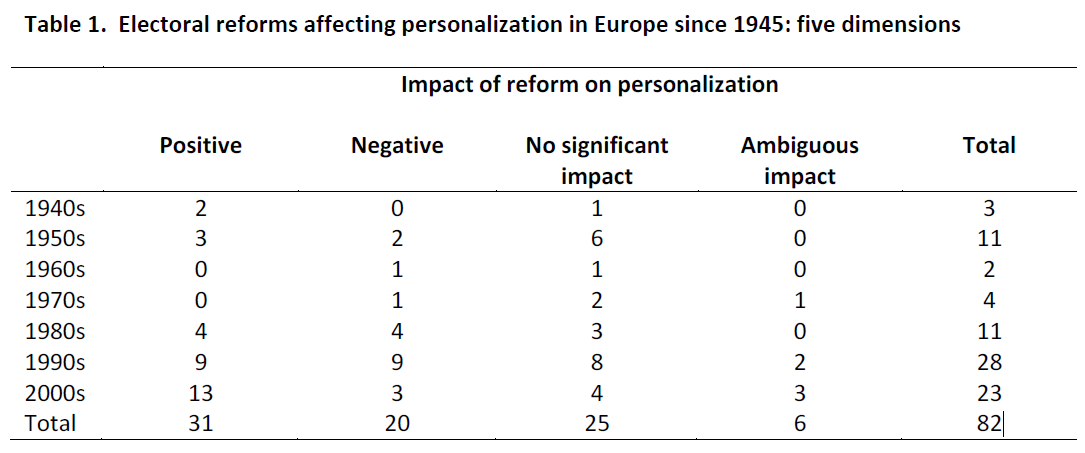 Table 1. Electoral reforms affecting personalization in Europe since 1945: five dimensions
Impact of reform on personalization
Positive Negative No significant impact Ambiguous impact Total
1940s 2 0 1 0 3
1950s 3 2 6 0 11
1960s 0 1 1 0 2
1970s 0 1 2 1 4
1980s 4 4 3 0 11
1990s 9 9 8 2 28
2000s 13 3 4 3 23
Total 31 20 25 6 82